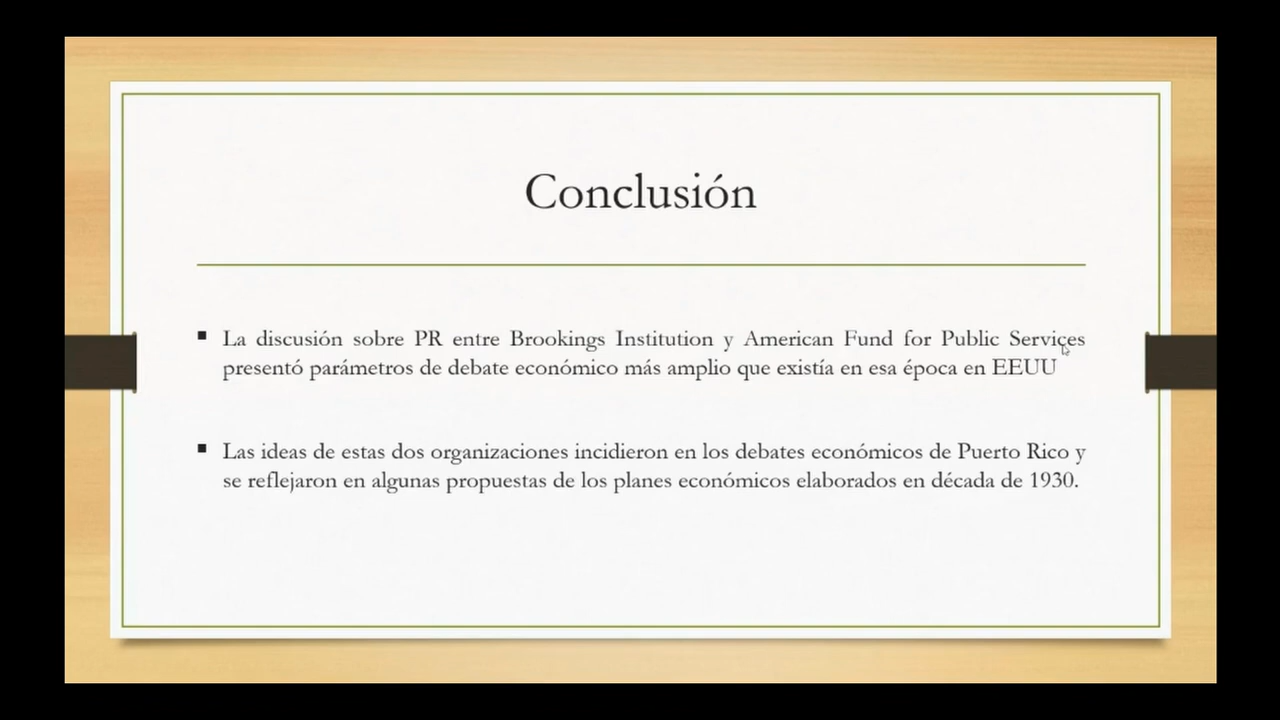 Conclusión
La discusión sobre PR entre Brookings Institution y American Fund for Public Services
presentó parámetros de debate económico más amplio que existía en esa época en EEUU
Las ideas de estas dos organizaciones incidieron en los debates económicos de Puerto Rico y
se reflejaron en algunas propuestas de los planes económicos elaborados en década de 1930.